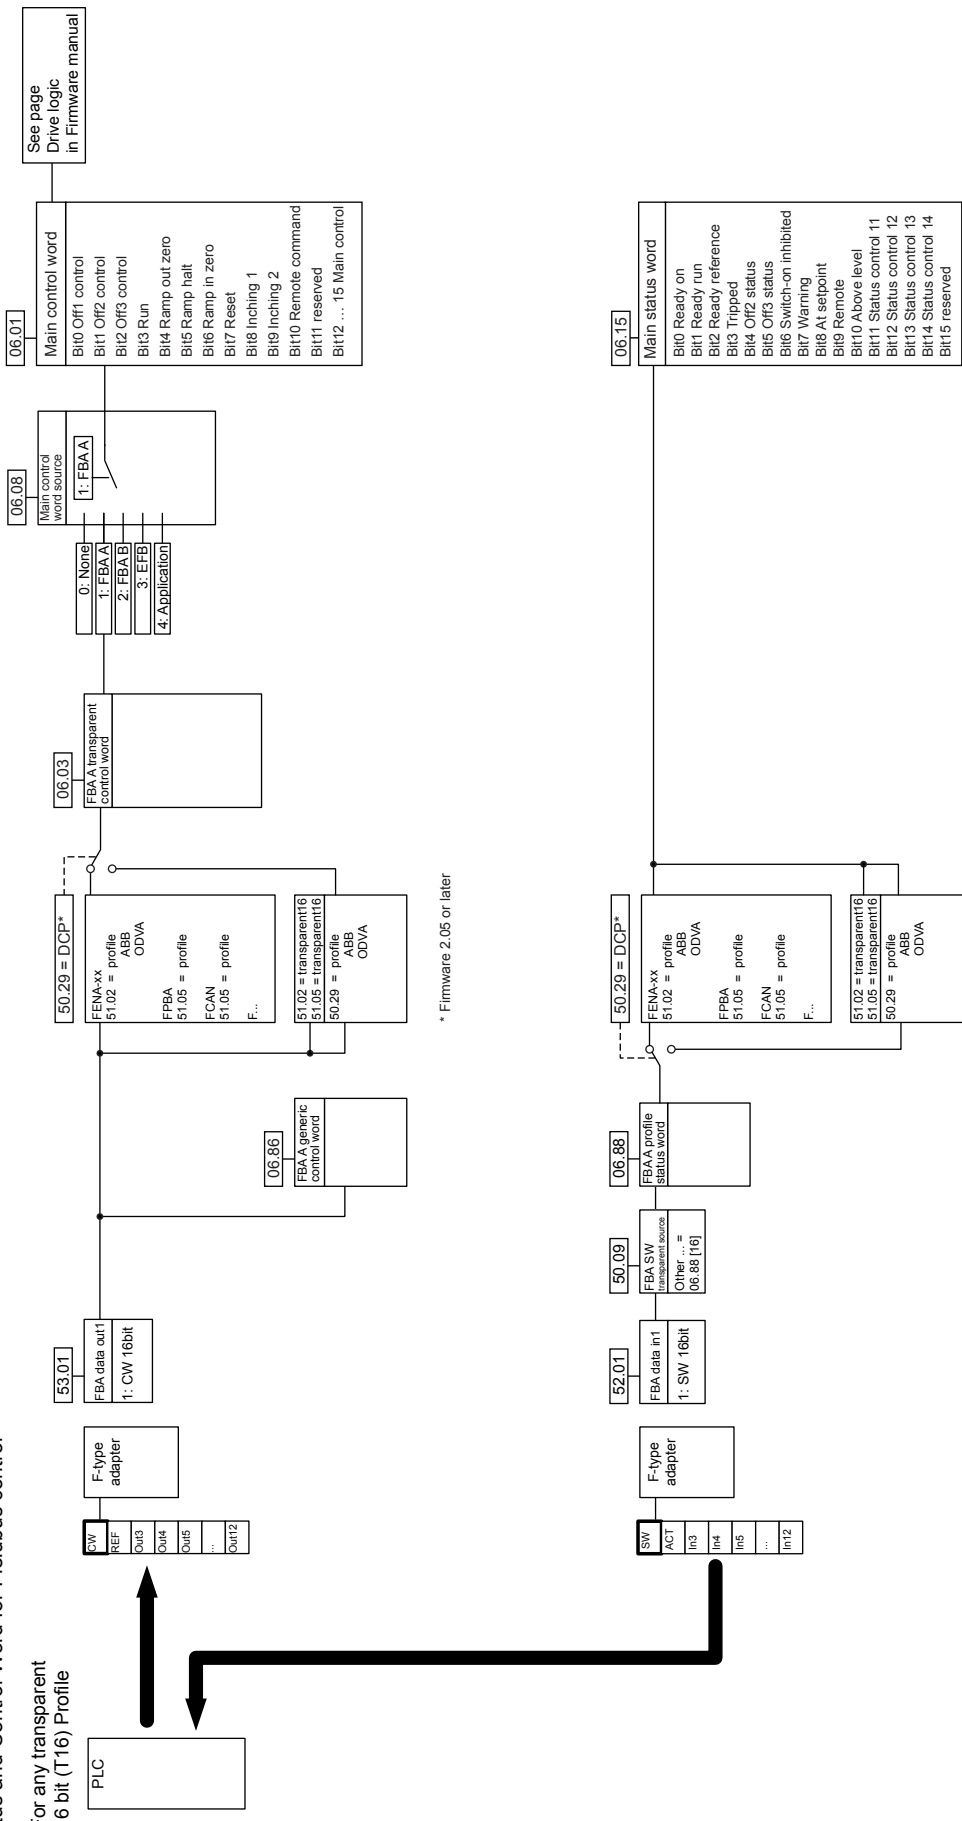 tus and Control Word for Fieldbus control
For any transparent
6 bit (T16) Profile
PLC
CW
REF
Out3
Out4
Out5
...
Out12
F-type
adapter
53.01
FBA data out1
1: CW 16bit
06.86
FBA A generic
control word
50.29 = DCP*
FENA-xx
51.02 = profile
ABB
ODVA
FPBA
51.05 = profile
FCAN
51.05 = profile
F...
51.02 = transparent16
51.05 = transparent16
50.29 = profile
ABB
ODVA
* Firmware 2.05 or later
06.03
FBA A transparent
control word
0: None
1: FBA A
2: FBA B
3: EFB
4: Application
06.08
Main control
word source
1: FBA A
06.01
Main control word
Bit0 Off1 control
Bit1 Off2 control
Bit2 Off3 control
Bit3 Run
Bit4 Ramp out zero
Bit5 Ramp halt
Bit6 Ramp in zero
Bit7 Reset
Bit8 Inching 1
Bit9 Inching 2
Bit10 Remote command
Bit11 reserved
Bit12 … 15 Main control
See page
Drive logic
in Firmware manual
SW
ACT
In3
In4
In5
...
In12
F-type
adapter
52.01
FBA data in1
1: SW 16bit
50.09
FBA SW
transparent source
Other ... =
06.88 [16]
06.88
FBA A profile
status word
50.29 = DCP*
FENA-xx
51.02 = profile
ABB
ODVA
FPBA
51.05 = profile
FCAN
51.05 = profile
F...
51.02 = transparent16
51.05 = transparent16
50.29 = profile
ABB
ODVA
06.15
Main status word
Bit0 Ready on
Bit1 Ready run
Bit2 Ready reference
Bit3 Tripped
Bit4 Off2 status
Bit5 Off3 status
Bit6 Switch-on inhibited
Bit7 Warning
Bit8 At setpoint
Bit9 Remote
Bit10 Above level
Bit11 Status control 11
Bit12 Status control 12
Bit13 Status control 13
Bit14 Status control 14
Bit15 reserved